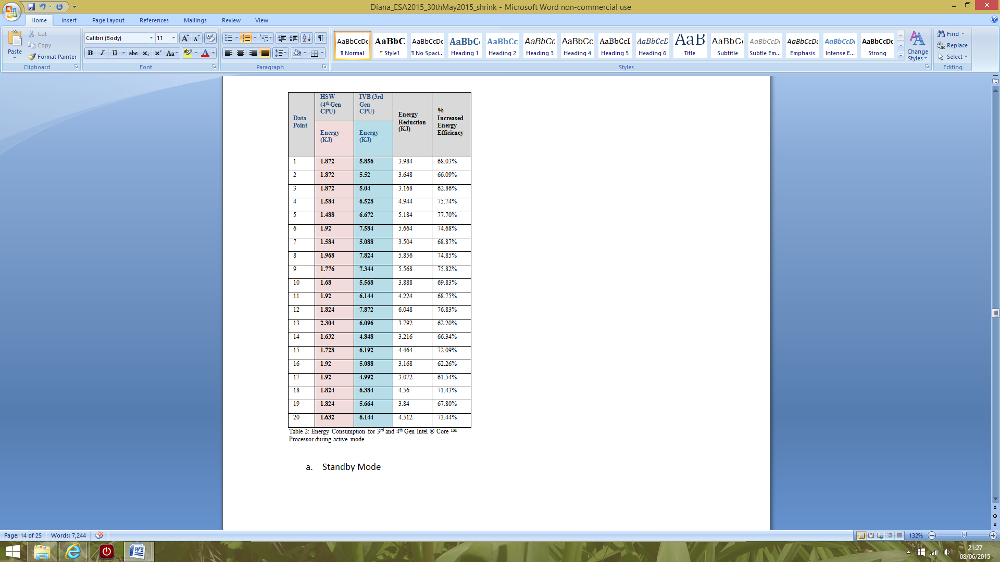 Diana_ESA2015_30thMay2015_shrink - Microsoft Word non-commercial use
Home Insert Page Layout References Mailings Review View
Paste
Cut
Copy
Format Painter
Clipboard
Calibri (Body) 11
Font
Paragraph
AaBbCcDc AaBbC AaBbCcDc AaBbC AaBbCc AaBbCc AaBbCc AaBbCcI AaBbCcD AaB AaBbC AaBbCcD AaBbCcDc AaBbCcD AaBbCcDc
¶ Normal ¶ Style1 ¶ No Spaci... Heading 1 Heading 2 Heading 3 Heading 4 Heading 5 Heading 6 Title Subtitle Subtle Em... Emphasis Intense E... Strong
Change Styles
Styles
Find
Replace
Select
Editing
Data Point
HSW (4th Gen CPU)
IVB (3rd Gen CPU)
Energy Reduction (KJ)
% Increased Energy Efficiency
Energy (KJ)
Energy (KJ)
1 1.872 5.856 3.984 68.03%
2 1.872 5.52 3.648 66.09%
3 1.872 5.04 3.168 62.86%
4 1.584 6.528 4.944 75.74%
5 1.488 6.672 5.184 77.70%
6 1.92 7.584 5.664 74.68%
7 1.584 5.088 3.504 68.87%
8 1.968 7.824 5.856 74.85%
9 1.776 7.344 5.568 75.82%
10 1.68 5.568 3.888 69.83%
11 1.92 6.144 4.224 68.75%
12 1.824 7.872 6.048 76.83%
13 2.304 6.096 3.792 62.20%
14 1.632 4.848 3.216 66.34%
15 1.728 6.192 4.464 72.09%
16 1.92 5.088 3.168 62.26%
17 1.92 4.992 3.072 61.54%
18 1.824 6.384 4.56 71.43%
19 1.824 5.664 3.84 67.80%
20 1.632 6.144 4.512 73.44%
Table 2: Energy Consumption for 3rd and 4th Gen Intel ® Core ™
Processor during active mode
a. Standby Mode
Page: 14 of 25 Words: 7,244 132%
21:27
08/06/2015